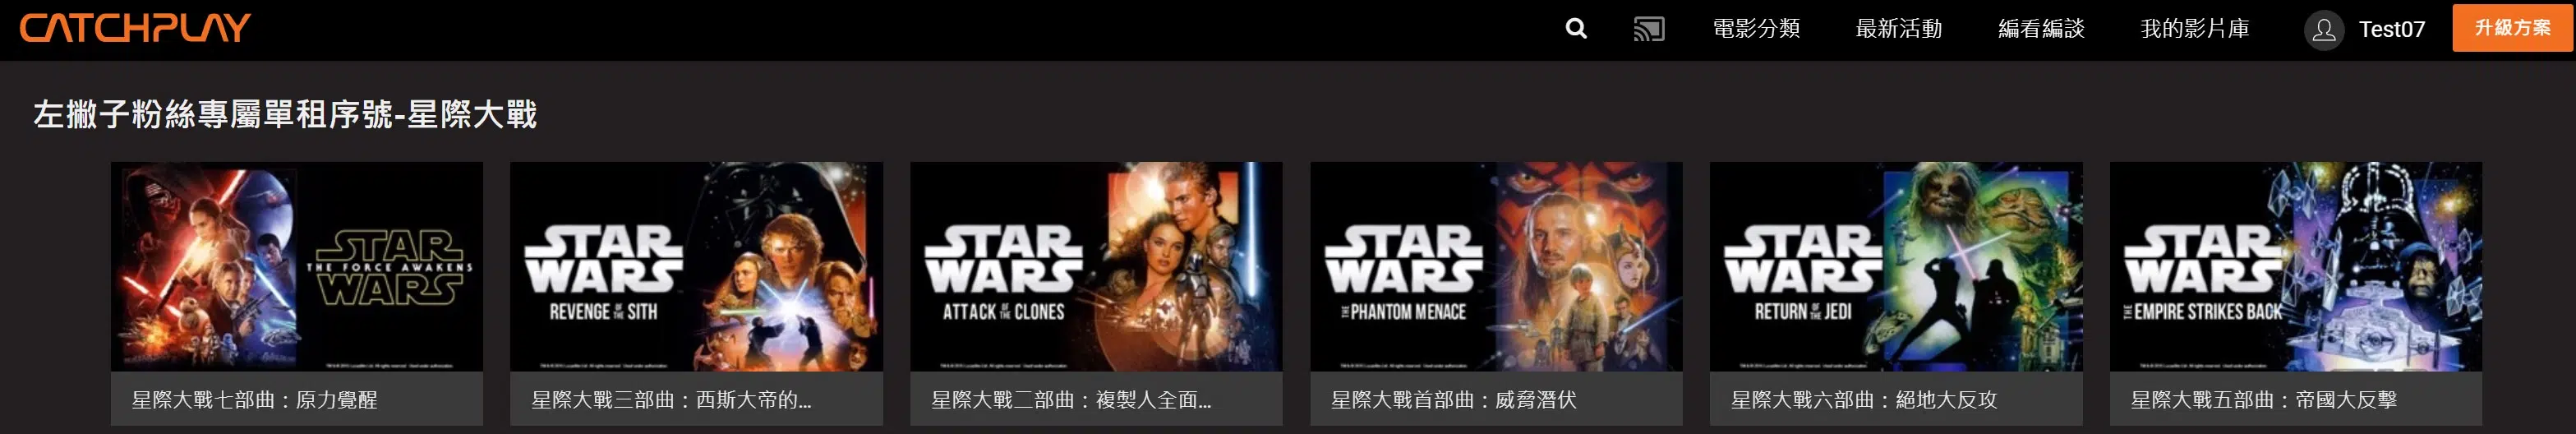 CATCHPLAY
電影分類
最新活動
編看編談
我的影片庫
Test07
升級方案
左撇子粉絲專屬單租序號-星際大戰
STAR
THE FORCE AWAKENS
WARS
星際大戰七部曲：原力覺醒
STAR
WARS
REVENGE OF THE SITH
星際大戰三部曲：西斯大帝的...
STAR
WARS
ATTACK OF THE CLONES
星際大戰二部曲：複製人全面...
STAR
WARS
THE PHANTOM MENACE
星際大戰首部曲：威脅潛伏
STAR
WARS
RETURN OF THE JEDI
星際大戰六部曲：絕地大反攻
STAR
WARS
THE EMPIRE STRIKES BACK
星際大戰五部曲：帝國大反擊